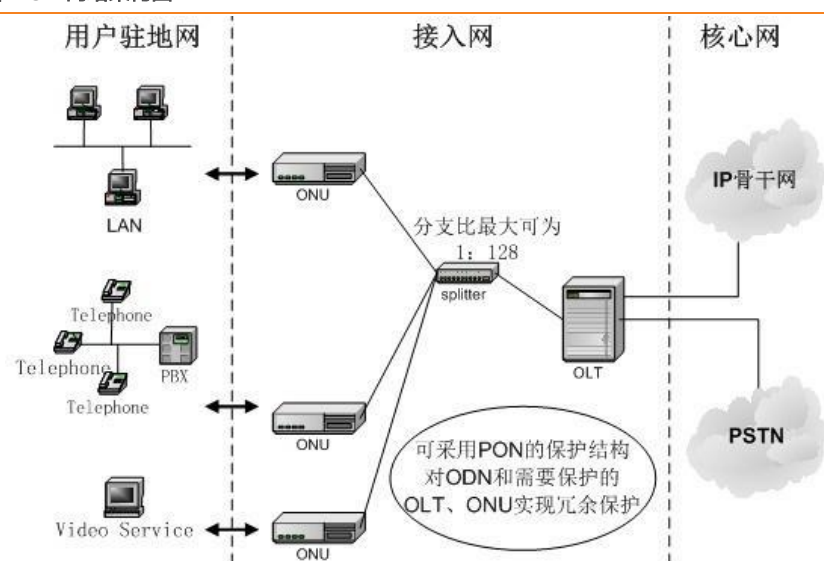 用户驻地网
接入网
核心网
LAN
ONU
分支比最大可为
1：128
splitter
OLT
IP骨干网
Telephone
Telephone
PBX
Telephone
ONU
可采用PON的保护结构
对ODN和需要保护的
OLT、ONU实现冗余保护
PSTN
Video Service
ONU